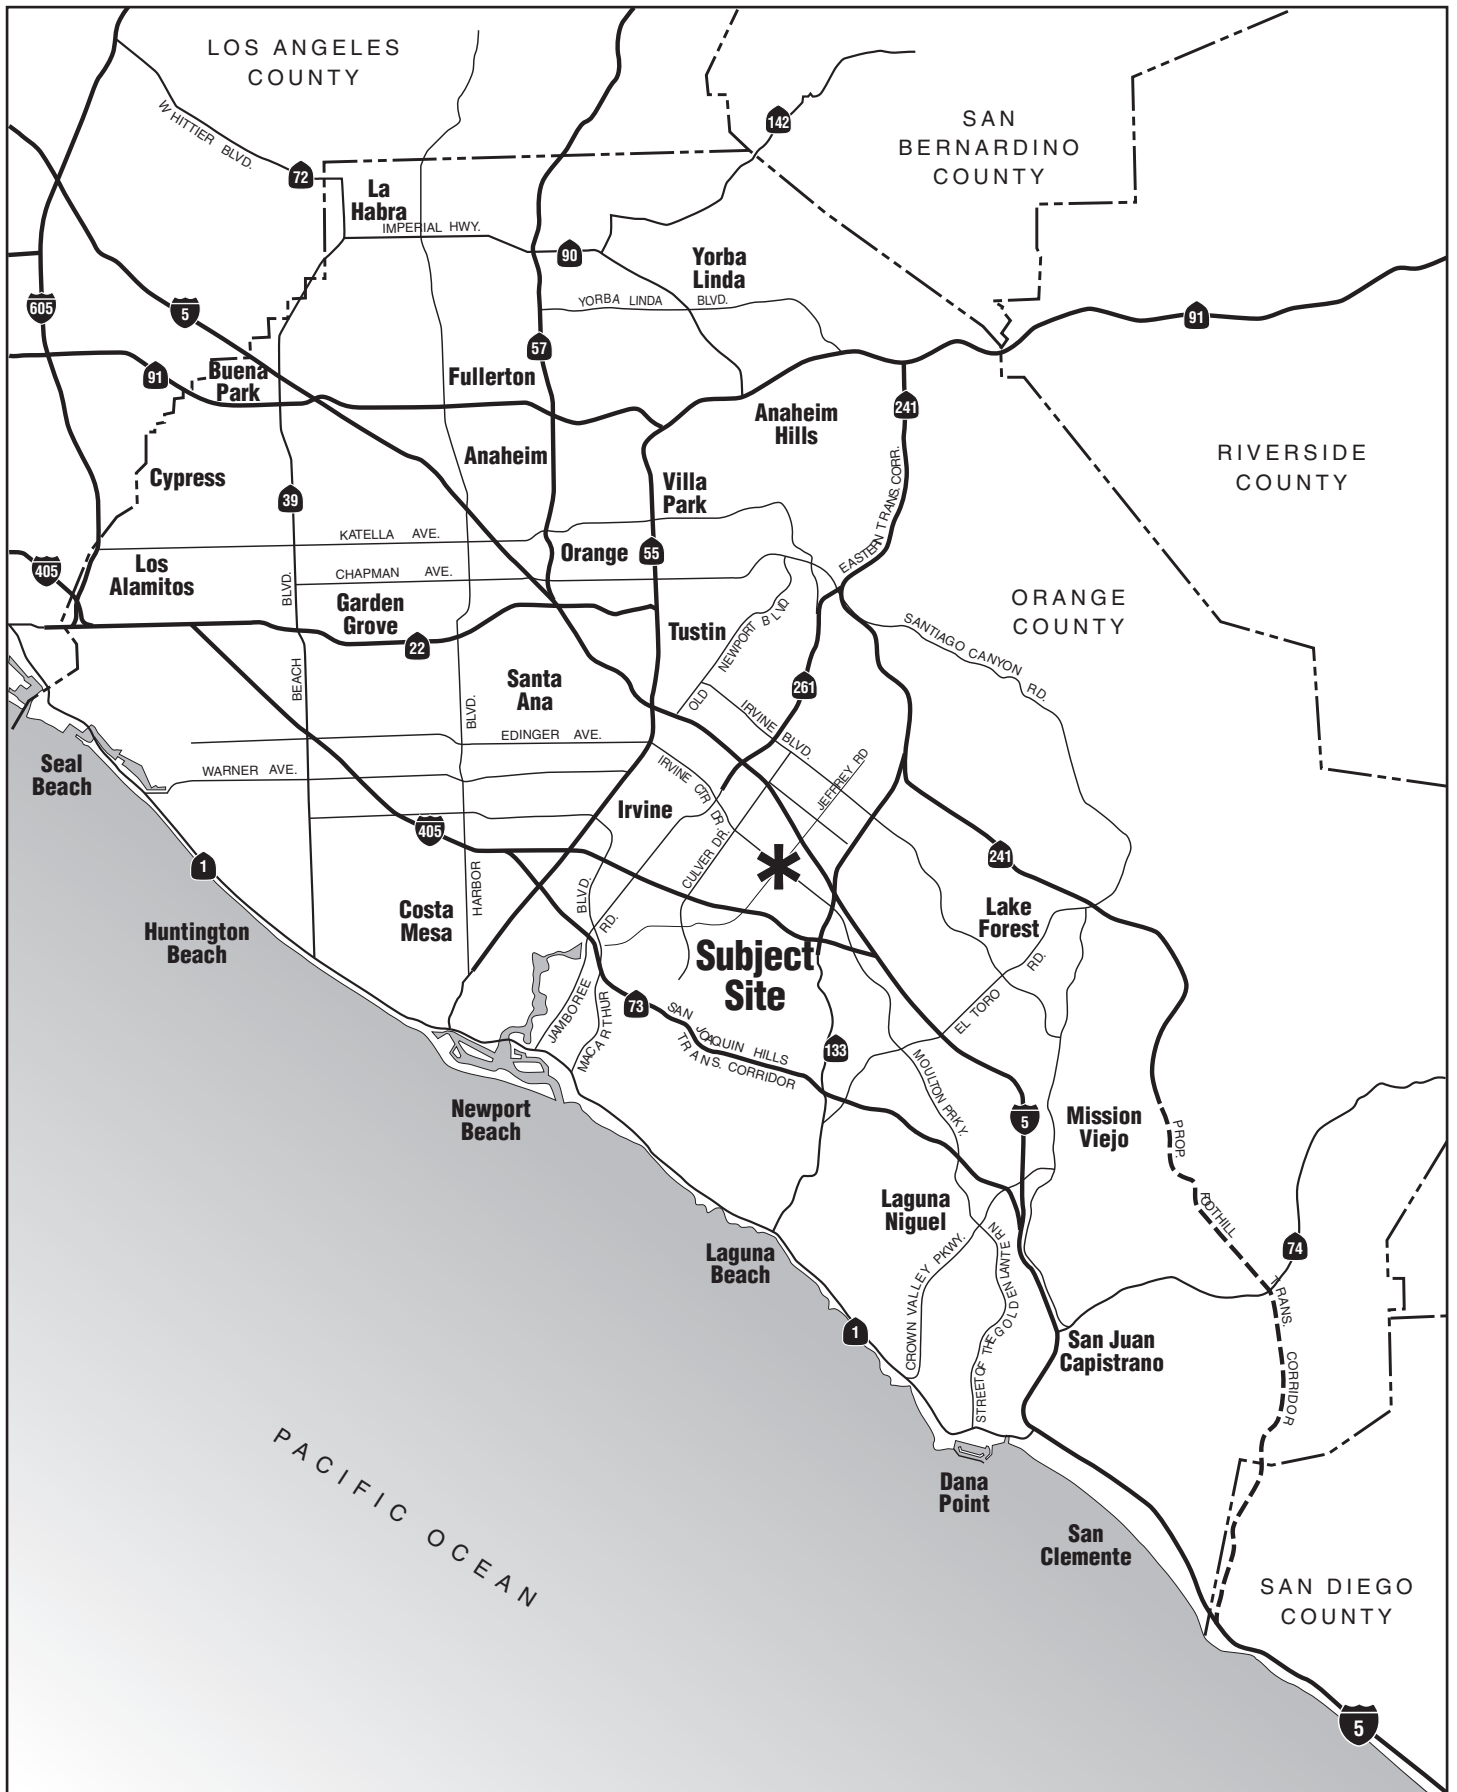 LOS ANGELES
COUNTY
SAN
BERNARDINO
COUNTY
142
WHITTIER BLVD.
72
La
Habra
IMPERIAL HWY.
90
Yorba
Linda
YORBA LINDA BLVD.
605
5
91
57
91
Buena
Park
Fullerton
Anaheim
Hills
241
RIVERSIDE
COUNTY
Anaheim
Cypress
Villa
Park
39
EASTERN TRANS. CORR.
KATELLA AVE.
Orange
55
405
Los
Alamitos
CHAPMAN AVE.
BLVD.
Garden
Grove
22
ORANGE
COUNTY
Tustin
OLD NEWPORT BLVD
SANTIAGO CANYON RD.
BEACH
Santa
Ana
261
BLVD.
IRVINE BLVD.
EDINGER AVE.
Seal
Beach
WARNER AVE.
IRVINE CTR DR
JEFFREY RD
Irvine
405
CULVER DR.
1
241
HARBOR
BLVD.
Costa
Mesa
RD.
Lake
Forest
Huntington
Beach
Subject
Site
RD.
EL TORO
JAMBOREE
MACARTHUR
73
SAN JOAQUIN HILLS
TRANS. CORRIDOR
133
MOULTON PRKY.
Newport
Beach
5
Mission
Viejo
PROP.
FOOTHILL
TRANS.
CORRIDOR
Laguna
Niguel
74
Laguna
Beach
CROWN VALLEY PKWY.
STREET OF THE GOLDEN LANTERN
1
San Juan
Capistrano
PACIFIC OCEAN
Dana
Point
San
Clemente
SAN DIEGO
COUNTY
5